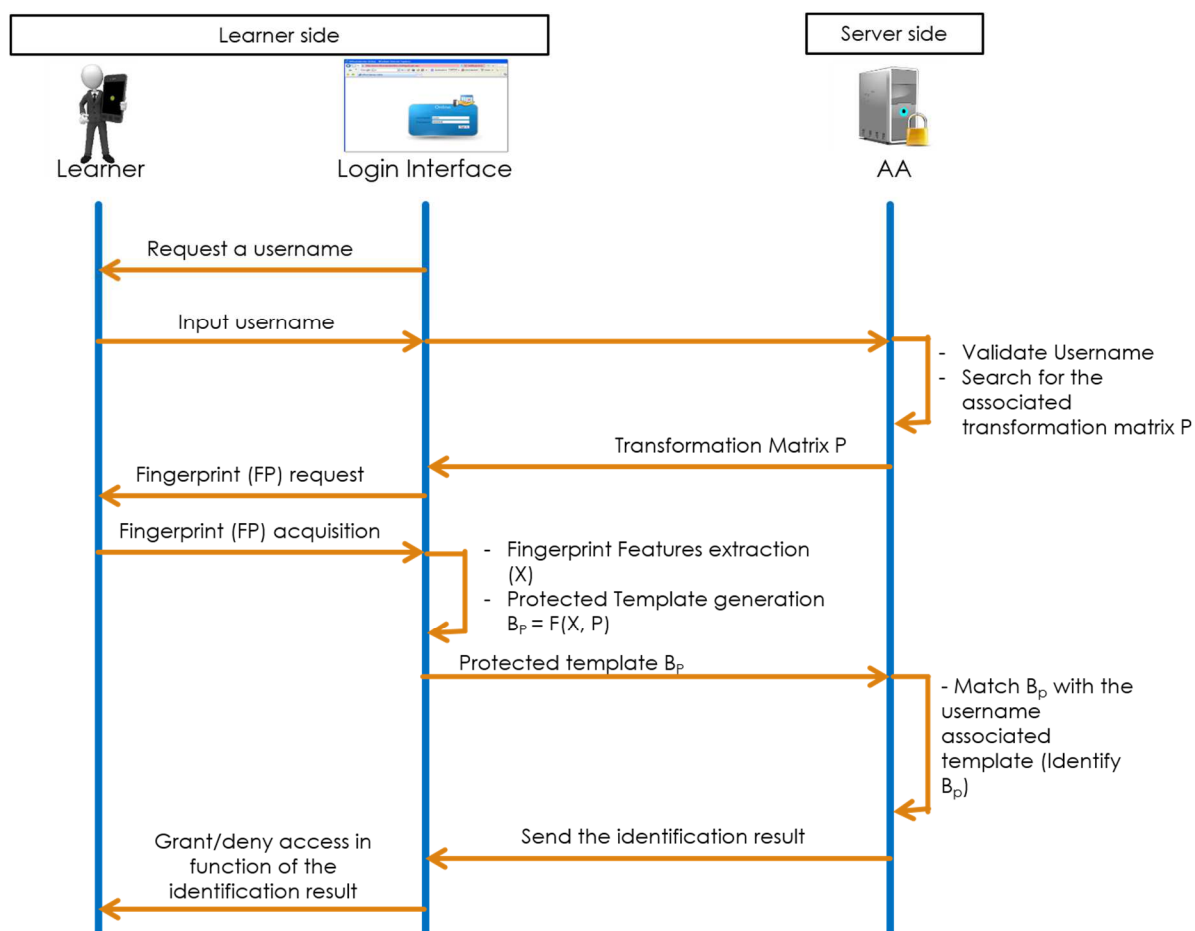 Learner side
Server side
Learner
Login Interface
AA
Request a username
Input username
- Validate Username
- Search for the
associated
transformation matrix P
Transformation Matrix P
Fingerprint (FP) request
Fingerprint (FP) acquisition
- Fingerprint Features extraction
(X)
- Protected Template generation
Bₚ = F(X, P)
Protected template Bₚ
- Match Bₚ with the
username
associated
template (Identify
Bₚ)
Send the identification result
Grant/deny access in
function of the
identification result